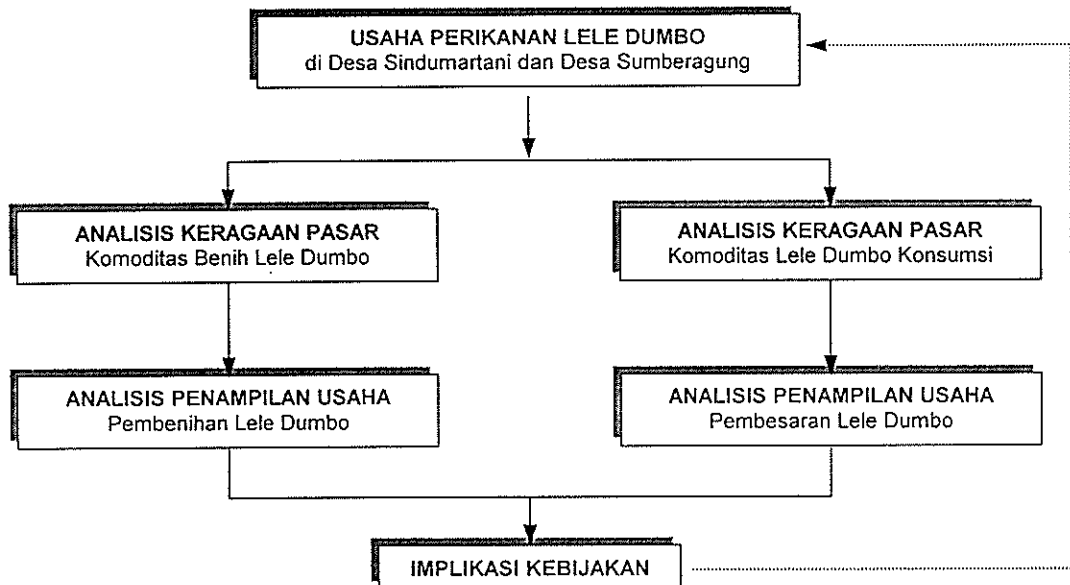 USAHA PERIKANAN LELE DUMBO
di Desa Sindumartani dan Desa Sumberagung
ANALISIS KERAGAAN PASAR
Komoditas Benih Lele Dumbo
ANALISIS KERAGAAN PASAR
Komoditas Lele Dumbo Konsumsi
ANALISIS PENAMPILAN USAHA
Pembenihan Lele Dumbo
ANALISIS PENAMPILAN USAHA
Pembesaran Lele Dumbo
IMPLIKASI KEBIJAKAN